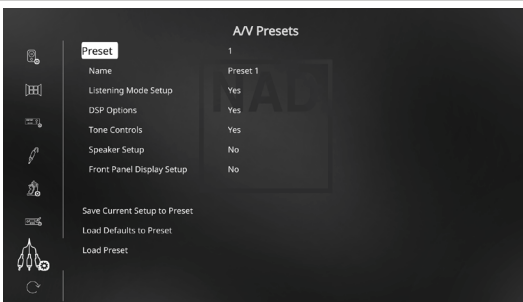 A/V Presets
Preset 1
Name Preset 1
Listening Mode Setup Yes
DSP Options Yes
Tone Controls Yes
Speaker Setup No
Front Panel Display Setup No
Save Current Setup to Preset
Load Defaults to Preset
Load Preset
NAD